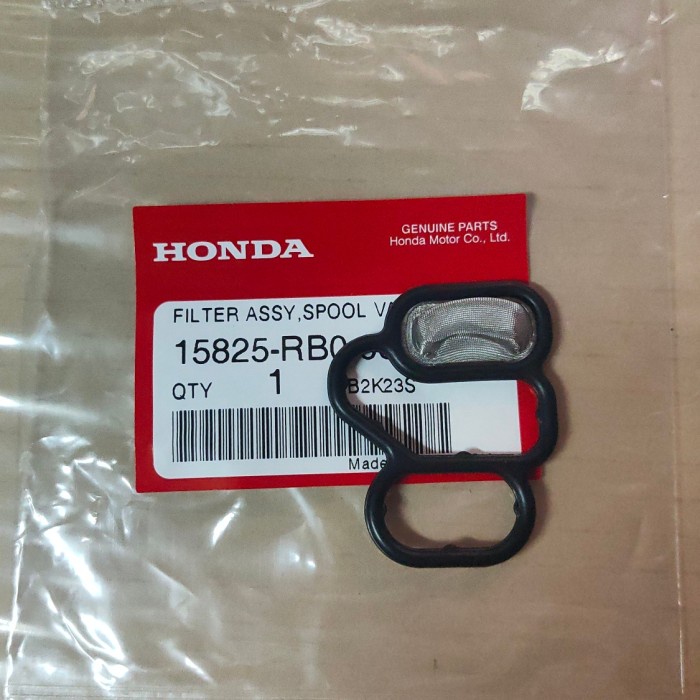 HONDA
GENUINE PARTS
Honda Motor Co., Ltd.
FILTER ASSY,SPOOL
15825-RB0
QTY 1 B2K23S
Made